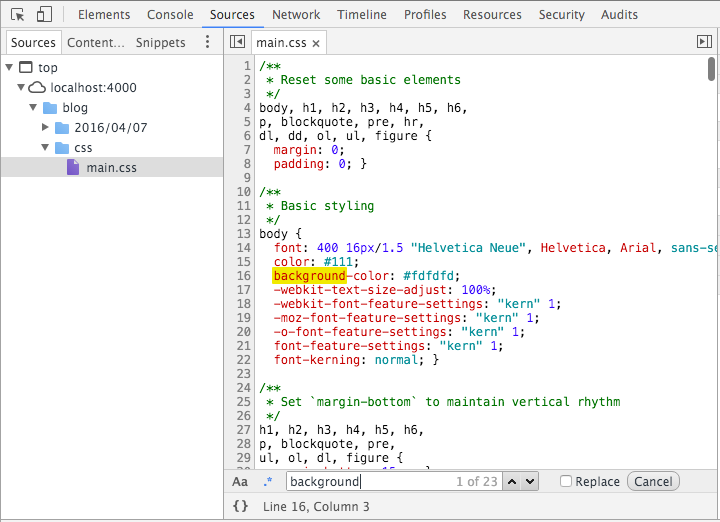 Elements Console Sources Network Timeline Profiles Resources Security Audits
Sources Content… Snippets
main.css ×
top
localhost:4000
blog
2016/04/07
css
main.css
1 /**
2  * Reset some basic elements
3  */
4 body, h1, h2, h3, h4, h5, h6,
5 p, blockquote, pre, hr,
6 dl, dd, ol, ul, figure {
7   margin: 0;
8   padding: 0; }
9
10 /**
11  * Basic styling
12  */
13 body {
14   font: 400 16px/1.5 "Helvetica Neue", Helvetica, Arial, sans-se
15   color: #111;
16   background-color: #fdfdfd;
17   -webkit-text-size-adjust: 100%;
18   -webkit-font-feature-settings: "kern" 1;
19   -moz-font-feature-settings: "kern" 1;
20   -o-font-feature-settings: "kern" 1;
21   font-feature-settings: "kern" 1;
22   font-kerning: normal; }
23
24 /**
25  * Set `margin-bottom` to maintain vertical rhythm
26  */
27 h1, h2, h3, h4, h5, h6,
28 p, blockquote, pre,
29 ul, ol, dl, figure {
Aa .* background 1 of 23 Replace Cancel
{} Line 16, Column 3